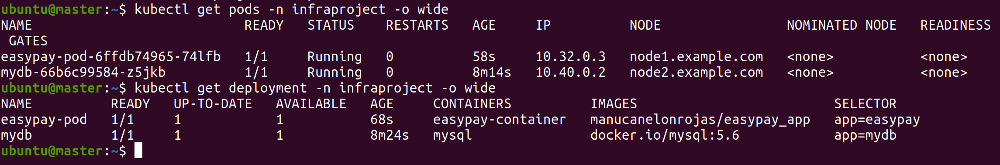 ubuntu@master:~$ kubectl get pods -n infraproject -o wide
NAME                           READY   STATUS    RESTARTS   AGE     IP          NODE                NOMINATED NODE   READINESS
 GATES
easypay-pod-6ffdb74965-74lfb   1/1     Running   0          58s     10.32.0.3   node1.example.com   <none>           <none>
mydb-66b6c99584-z5jkb          1/1     Running   0          8m14s   10.40.0.2   node2.example.com   <none>           <none>
ubuntu@master:~$ kubectl get deployment -n infraproject -o wide
NAME          READY   UP-TO-DATE   AVAILABLE   AGE     CONTAINERS          IMAGES                         SELECTOR
easypay-pod   1/1     1            1           68s     easypay-container   manucanelonrojas/easypay_app   app=easypay
mydb          1/1     1            1           8m24s   mysql               docker.io/mysql:5.6            app=mydb
ubuntu@master:~$